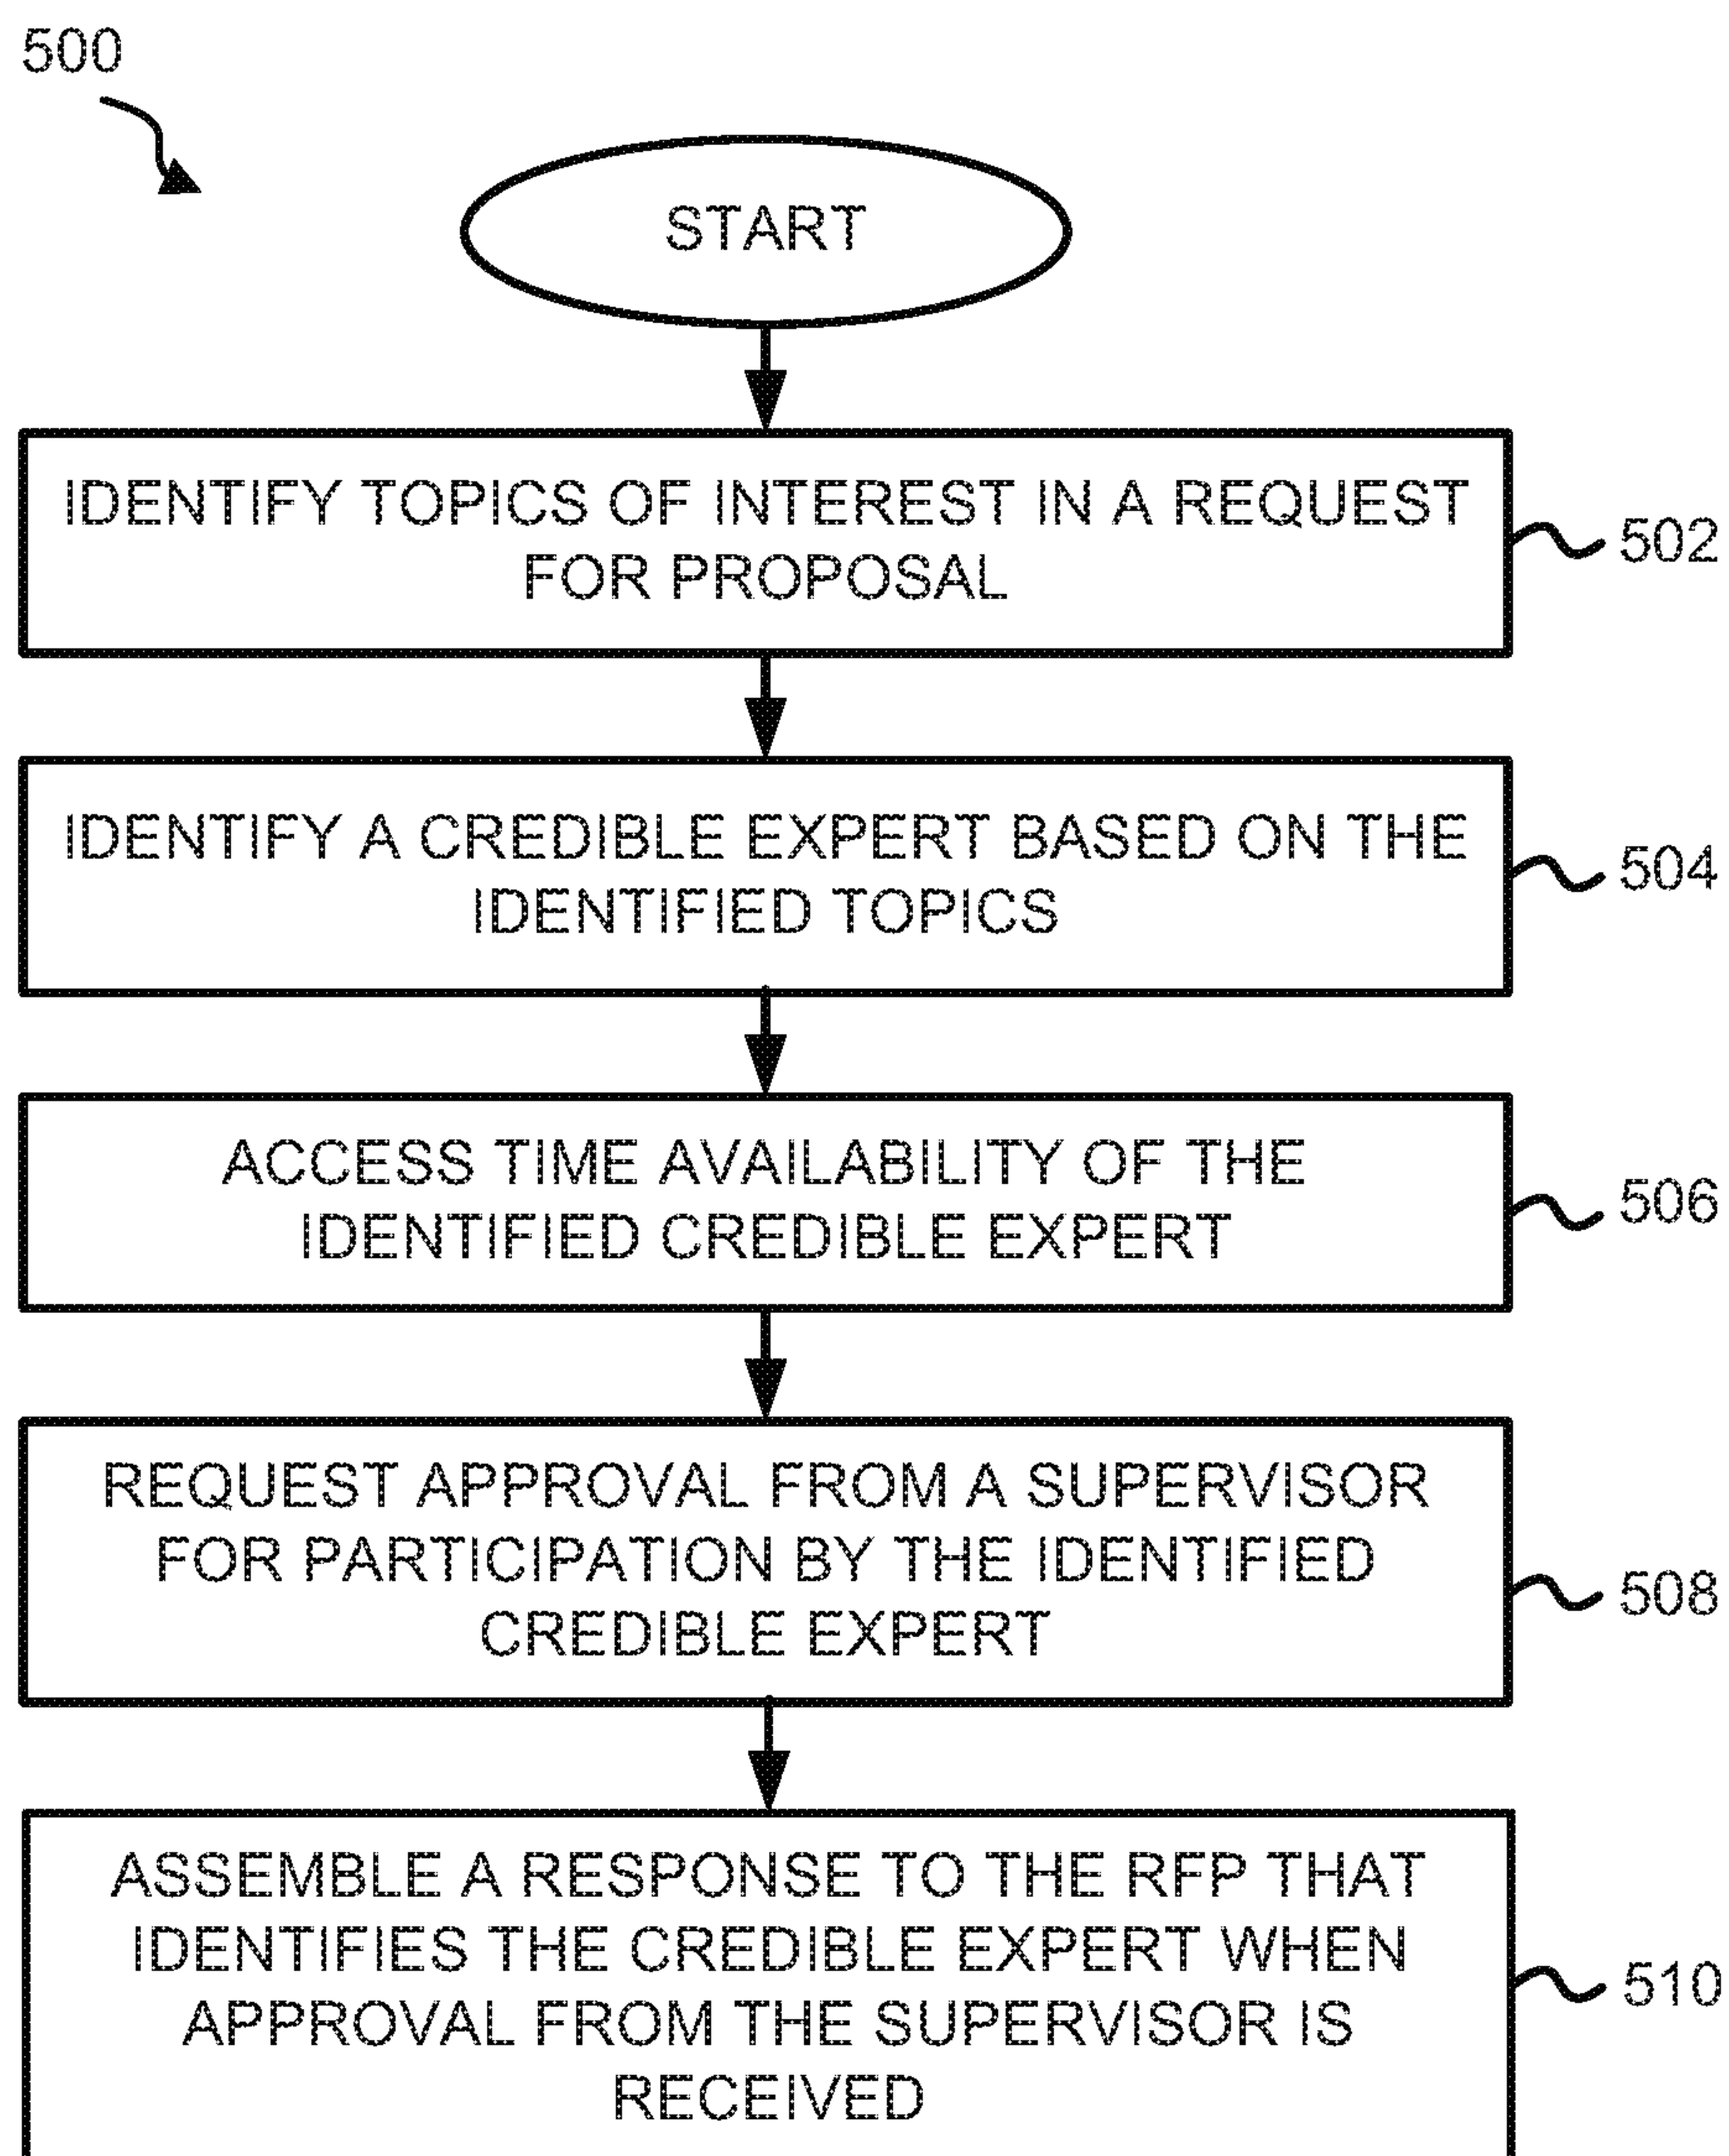 500
START
IDENTIFY TOPICS OF INTEREST IN A REQUEST
FOR PROPOSAL
502
IDENTIFY A CREDIBLE EXPERT BASED ON THE
IDENTIFIED TOPICS
504
ACCESS TIME AVAILABILITY OF THE
IDENTIFIED CREDIBLE EXPERT
506
REQUEST APPROVAL FROM A SUPERVISOR
FOR PARTICIPATION BY THE IDENTIFIED
CREDIBLE EXPERT
508
ASSEMBLE A RESPONSE TO THE RFP THAT
IDENTIFIES THE CREDIBLE EXPERT WHEN
APPROVAL FROM THE SUPERVISOR IS
RECEIVED
510